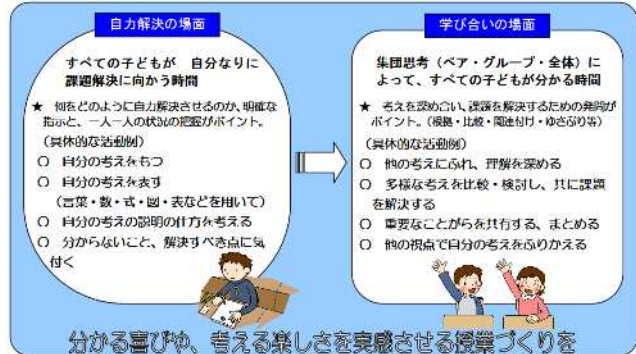 自力解決の場面
すべての子どもが 自分なりに
課題解決に向かう時間
★ 何をどのように自力解決させるのか、明確な
指示と、一人一人の状況の把握がポイント。
(具体的な活動例)
○ 自分の考えをもつ
○ 自分の考えを表す
(言葉・数・式・図・表などを用いて)
○ 自分の考えの説明の仕方を考える
○ 分からないこと、解決すべき点に気
付く
学び合いの場面
集団思考(ペア・グループ・全体)に
よって、すべての子どもが分かる時間
★ 考えを深め合い、課題を解決するための発問が
ポイント。(根拠・比較・関連付け・ゆさぶり等)
(具体的な活動例)
○ 他の考えにふれ、理解を深める
○ 多様な考えを比較・検討し、共に課題
を解決する
○ 重要なことがらを共有する、まとめる
○ 他の視点で自分の考えをふりかえる
分かる喜びや、考える楽しさを実感させる授業づくりを